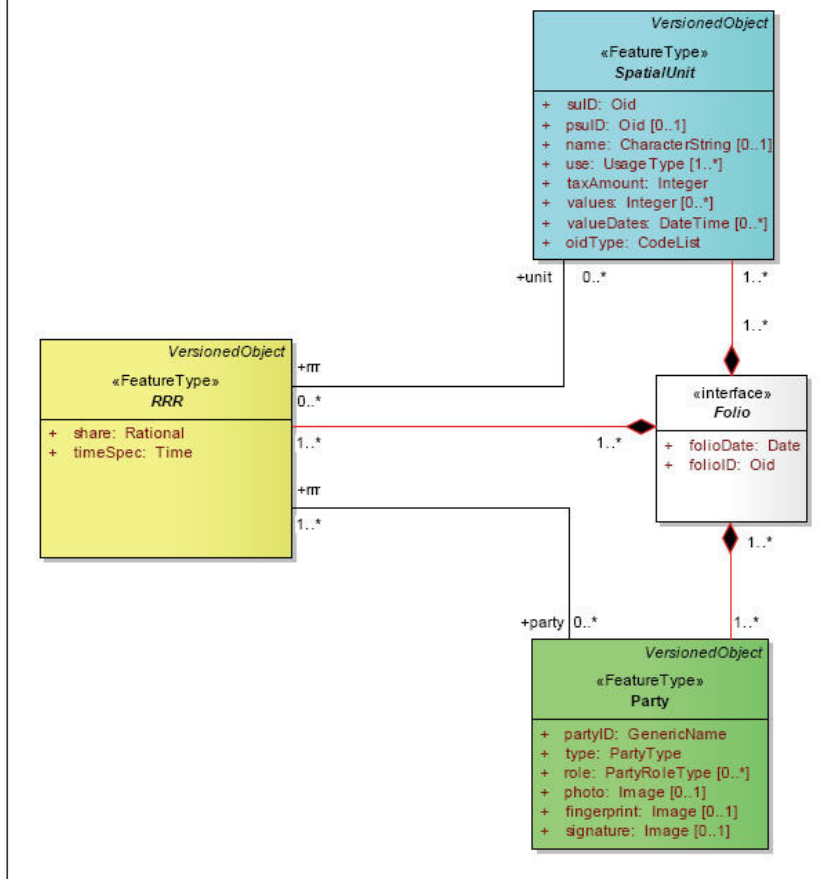 VersionedObject
«FeatureType»
SpatialUnit
+ suID: Oid
+ psuID: Oid [0..1]
+ name: CharacterString [0..1]
+ use: UsageType [1..*]
+ taxAmount: Integer
+ values: Integer [0..*]
+ valueDates: DateTime [0..*]
+ oidType: CodeList
+unit 0..* 1..*
1..*
VersionedObject
«FeatureType»
RRR
+ share: Rational
+ timeSpec: Time
+rrr
0..*
1..* 1..*
+rrr
1..*
«interface»
Folio
+ folioDate: Date
+ folioID: Oid
1..*
+party 0..* 1..*
VersionedObject
«FeatureType»
Party
+ partyID: GenericName
+ type: PartyType
+ role: PartyRoleType [0..*]
+ photo: Image [0..1]
+ fingerprint: Image [0..1]
+ signature: Image [0..1]